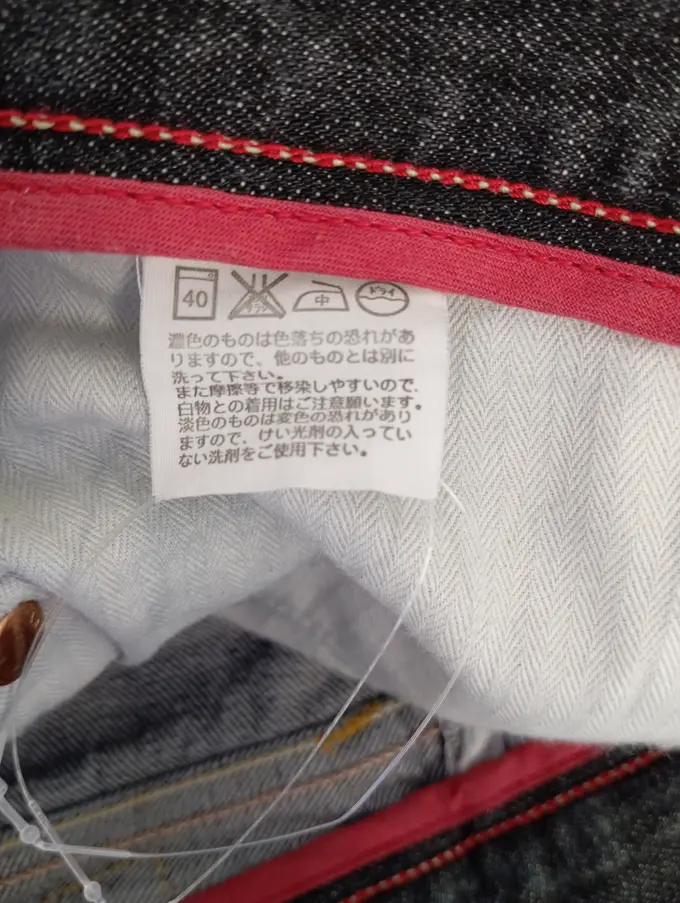 40 エンソサラシ 中 ドライ
濃色のものは色落ちの恐れがあ
りますので、他のものとは別に
洗って下さい。
また摩擦等で移染しやすいので、
白物との着用はご注意願います。
淡色のものは変色の恐れがあり
ますので、けい光剤の入ってい
ない洗剤をご使用下さい。